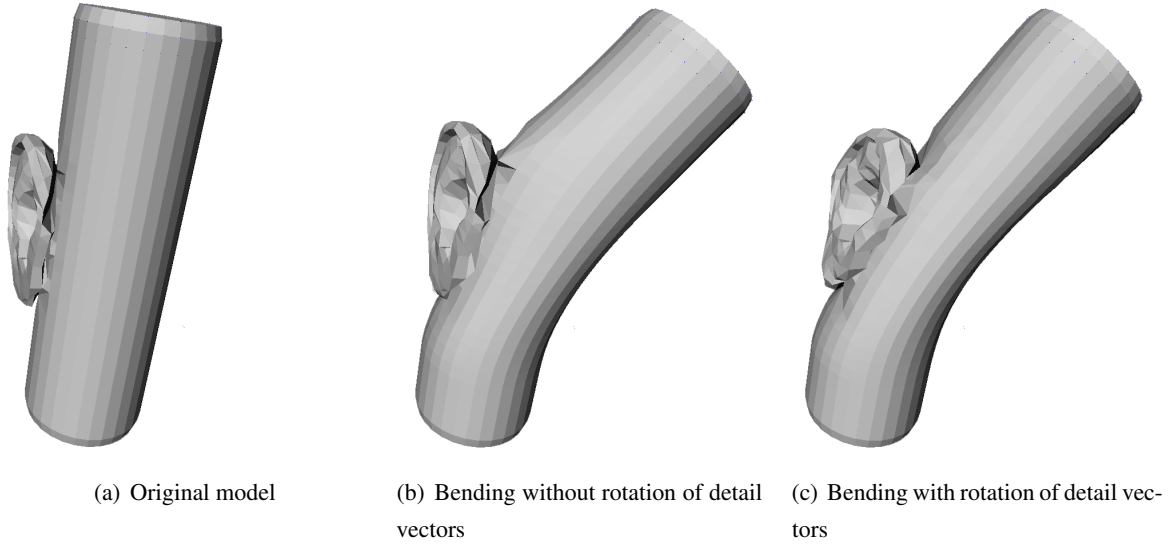 (a) Original model
(b) Bending without rotation of detail
vectors
(c) Bending with rotation of detail vec-
tors